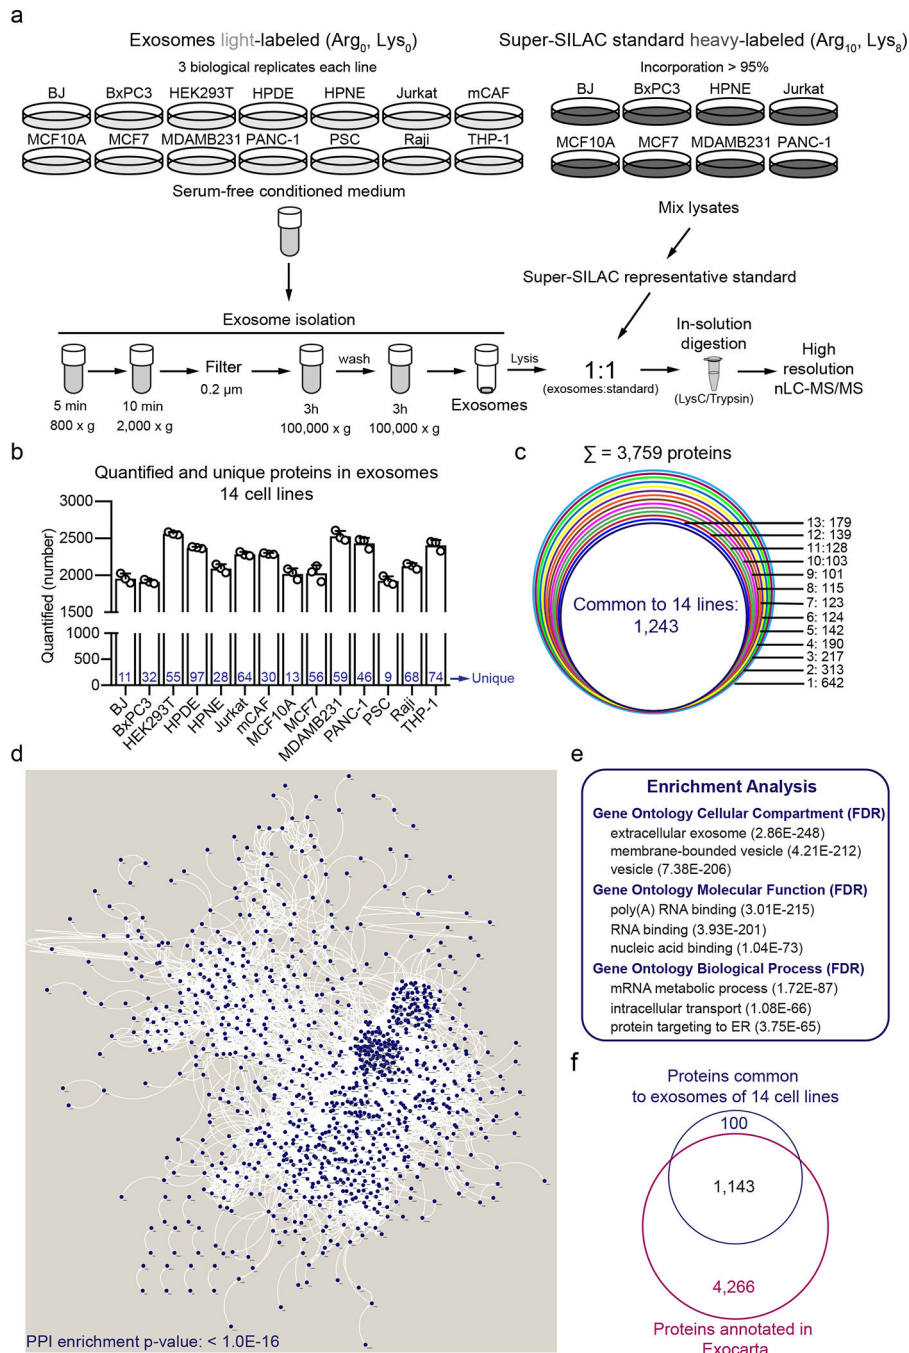 a
Exosomes light-labeled (Arg0, Lys0)
3 biological replicates each line
BJ BxPC3 HEK293T HPDE HPNE Jurkat mCAF
MCF10A MCF7 MDAMB231 PANC-1 PSC Raji THP-1
Serum-free conditioned medium
Super-SILAC standard heavy-labeled (Arg10, Lys8)
Incorporation > 95%
BJ BxPC3 HPNE Jurkat
MCF10A MCF7 MDAMB231 PANC-1
Mix lysates
Super-SILAC representative standard
Exosome isolation
5 min
800 x g
10 min
2,000 x g
Filter
0.2 µm
3h
100,000 x g
wash
3h
100,000 x g
Exosomes
Lysis
1:1
(exosomes:standard)
In-solution
digestion
(LysC/Trypsin)
High
resolution
nLC-MS/MS
b
Quantified and unique proteins in exosomes
14 cell lines
Quantified (number)
3000
2500
2000
1500
1000
500
0
11 32 55 97 28 64 30 13 56 59 46 9 68 74
Unique
BJ BxPC3 HEK293T HPDE HPNE Jurkat mCAF MCF10A MCF7 MDAMB231 PANC-1 PSC Raji THP-1
c
∑ = 3,759 proteins
Common to 14 lines:
1,243
13: 179
12: 139
11:128
10:103
9: 101
8: 115
7: 123
6: 124
5: 142
4: 190
3: 217
2: 313
1: 642
d
PPI enrichment p-value: < 1.0E-16
e
Enrichment Analysis
Gene Ontology Cellular Compartment (FDR)
extracellular exosome (2.86E-248)
membrane-bounded vesicle (4.21E-212)
vesicle (7.38E-206)
Gene Ontology Molecular Function (FDR)
poly(A) RNA binding (3.01E-215)
RNA binding (3.93E-201)
nucleic acid binding (1.04E-73)
Gene Ontology Biological Process (FDR)
mRNA metabolic process (1.72E-87)
intracellular transport (1.08E-66)
protein targeting to ER (3.75E-65)
f
Proteins common
to exosomes of 14 cell lines
100
1,143
4,266
Proteins annotated in
Exocarta